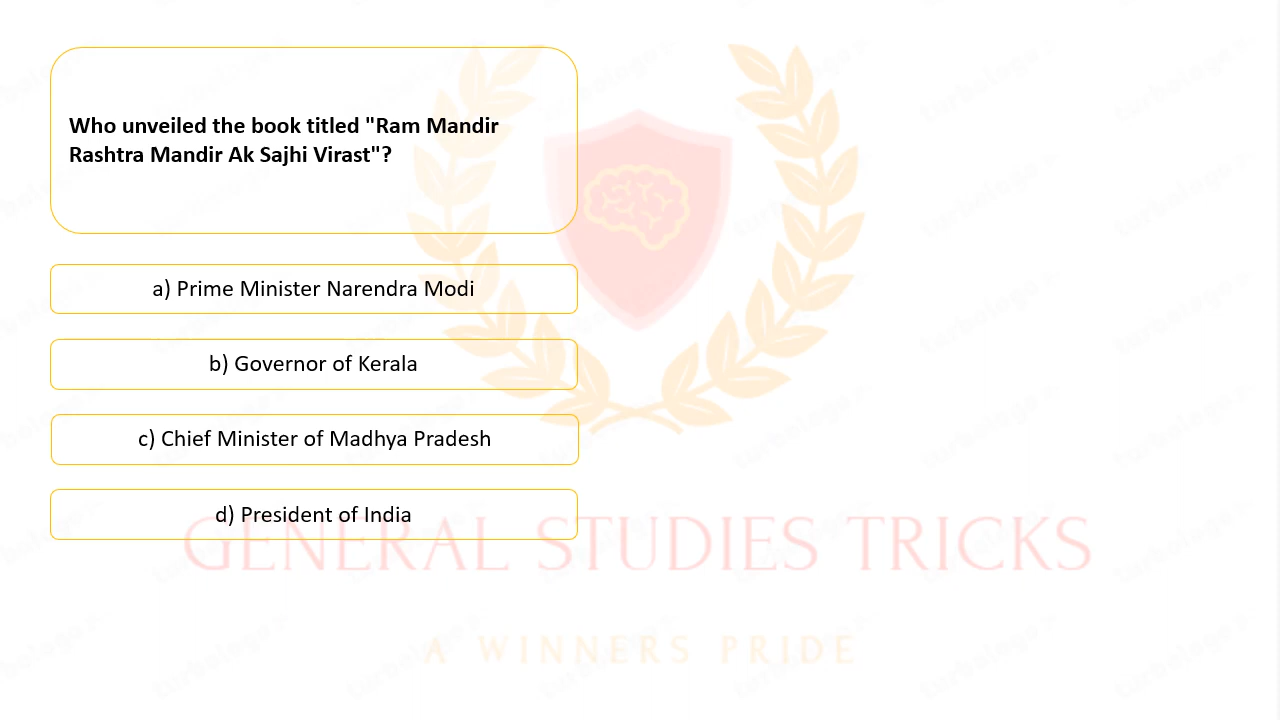 Who unveiled the book titled "Ram Mandir
Rashtra Mandir Ak Sajhi Virast"?
a) Prime Minister Narendra Modi
b) Governor of Kerala
c) Chief Minister of Madhya Pradesh
d) President of India
GENERAL STUDIES TRICKS
A WINNERS PRIDE